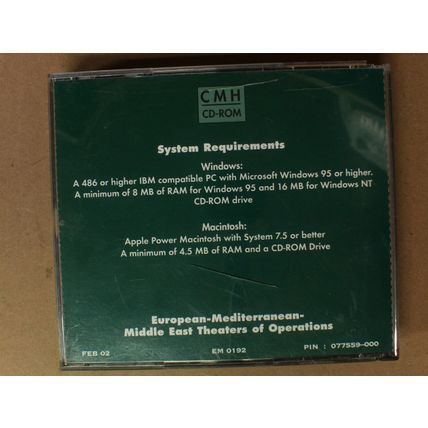 CMH
CD-ROM
System Requirements
Windows:
A 486 or higher IBM compatible PC with Microsoft Windows 95 or higher.
A minimum of 8 MB of RAM for Windows 95 and 16 MB for Windows NT
CD-ROM drive
Macintosh:
Apple Power Macintosh with System 7.5 or better
A minimum of 4.5 MB of RAM and a CD-ROM Drive
European-Mediterranean-
Middle East Theaters of Operations
FEB 02 EM 0192 PIN : 077559-000